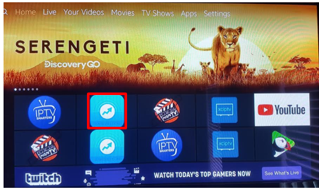 Home Live Your Videos Movies TV Shows Apps Settings
SERENGETI
Discovery GO
IPTV
YouTube
IPTV
twitch WATCH TODAY'S TOP GAMERS NOW See What's Live